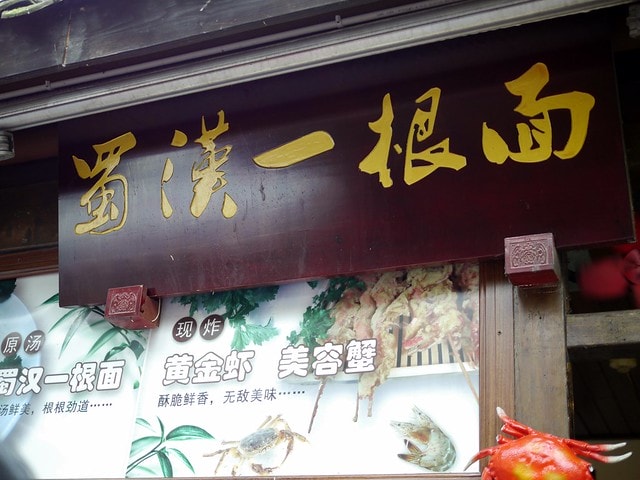 蜀漢一根面
原汤
蜀汉一根面
汤鲜美，根根劲道……
现炸
黄金虾 美容蟹
酥脆鲜香，无敌美味……